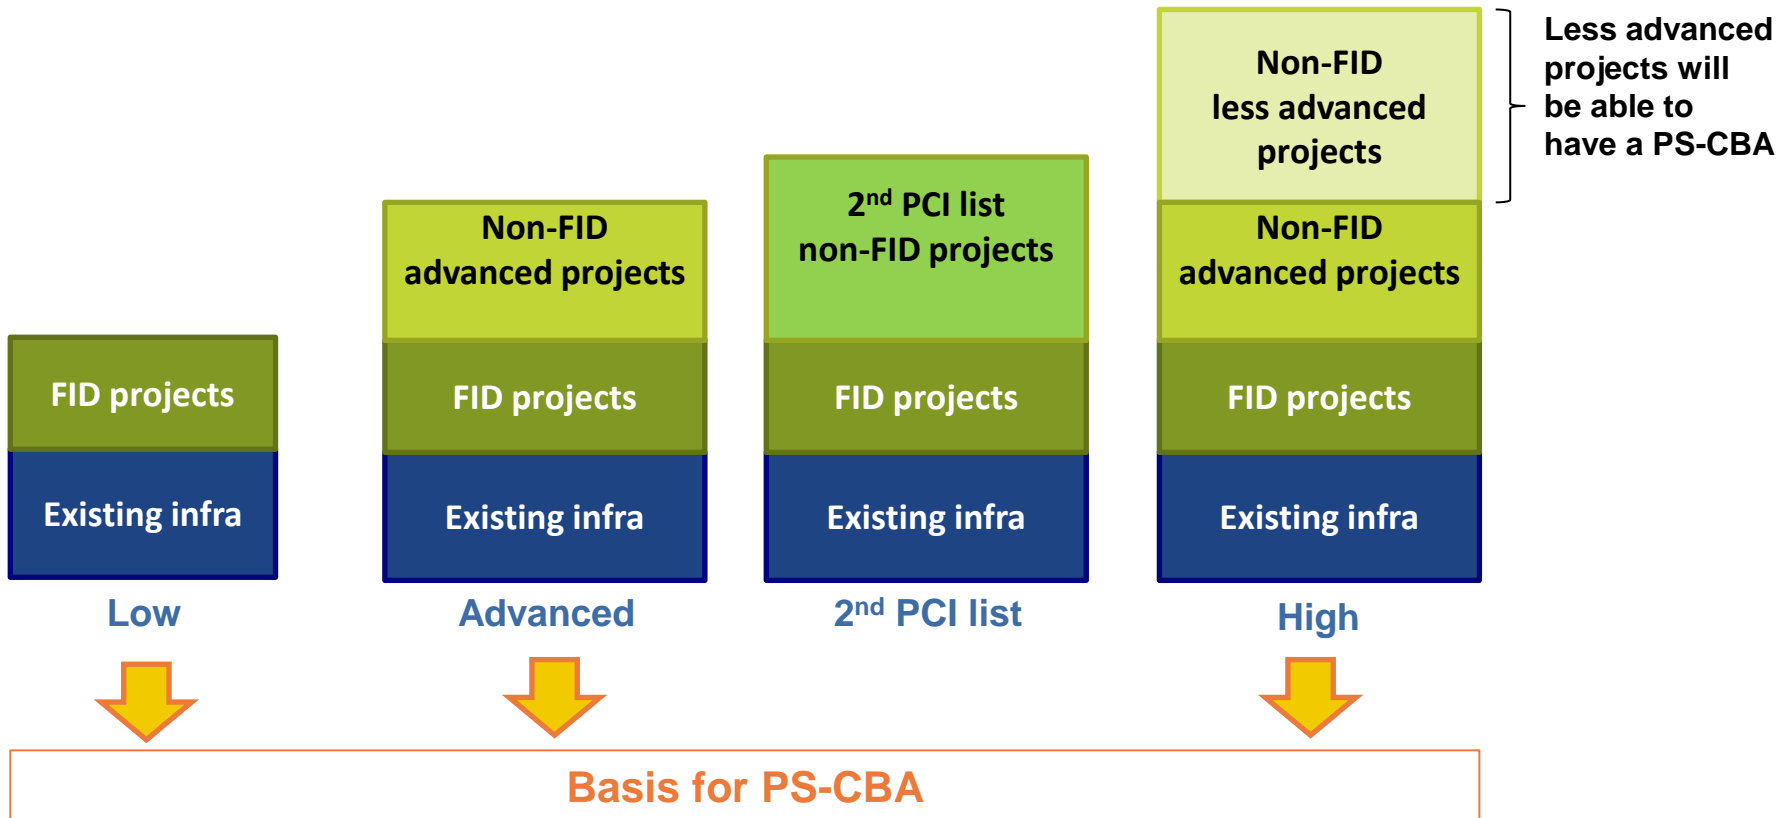 Non-FID
less advanced
projects
Less advanced
projects will
be able to
have a PS-CBA
Non-FID
advanced projects
2nd PCI list
non-FID projects
Non-FID
advanced projects
FID projects
FID projects
FID projects
FID projects
Existing infra
Existing infra
Existing infra
Existing infra
Low
Advanced
2nd PCI list
High
Basis for PS-CBA